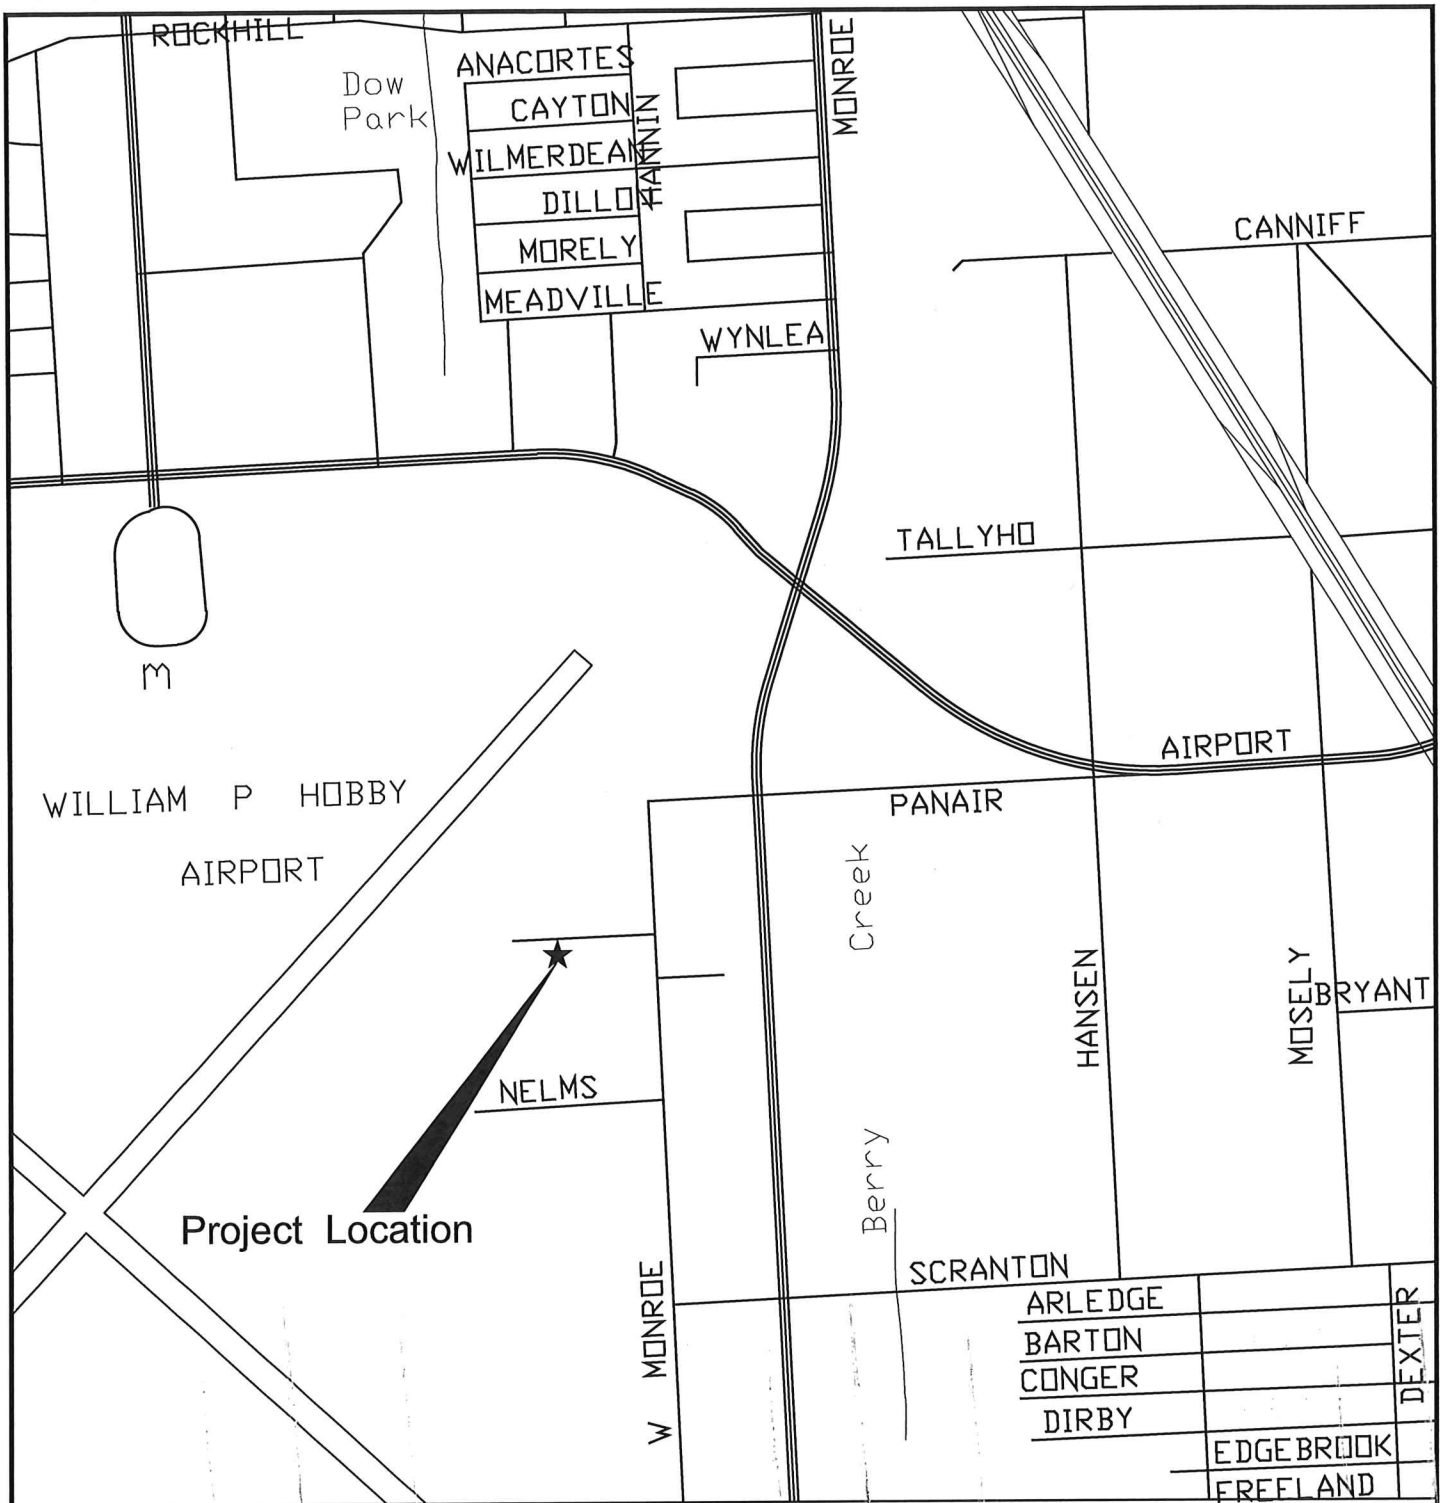 ROCKHILL
Dow
Park
ANACORTES
CAYTON
WILMERDEAN
DILLO
MORELY
MEADVILLE
HANNIN
MONROE
WYNLEA
CANNIFF
TALLYHO
M
WILLIAM P HOBBY
AIRPORT
AIRPORT
PANAIR
Creek
Berry
HANSEN
MOSELY
BRYANT
NELMS
Project Location
W MONROE
SCRANTON
ARLEDGE
BARTON
CONGER
DIRBY
EDGEBROOK
FREELAND
DEXTER